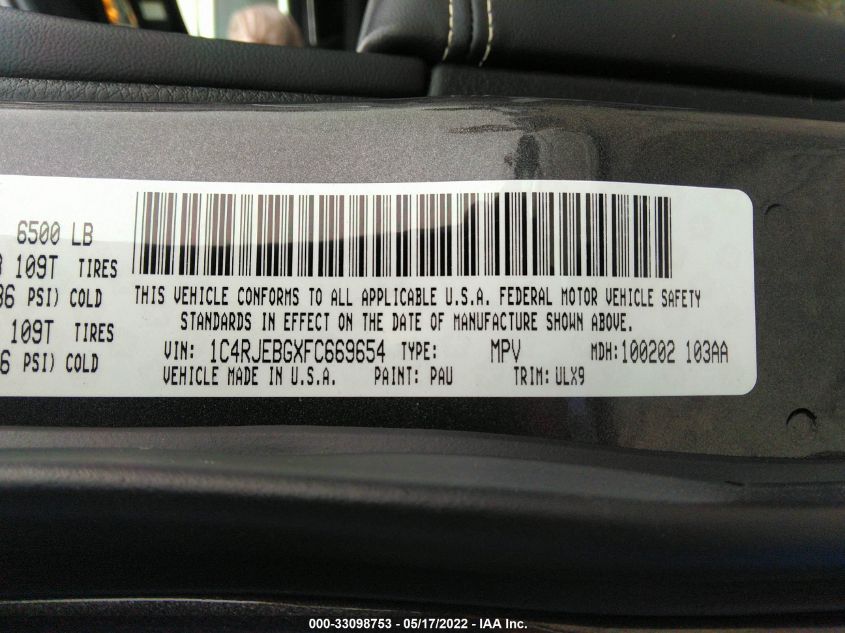 6500 LB
109T TIRES
PSI) COLD
109T TIRES
PSI) COLD
THIS VEHICLE CONFORMS TO ALL APPLICABLE U.S.A. FEDERAL MOTOR VEHICLE SAFETY
STANDARDS IN EFFECT ON THE DATE OF MANUFACTURE SHOWN ABOVE.
VIN: 1C4RJEBGXFC669654 TYPE: MPV MDH:100202 103AA
VEHICLE MADE IN U.S.A. PAINT: PAU TRIM: ULX9
000-33098753 - 05/17/2022 - IAA Inc.